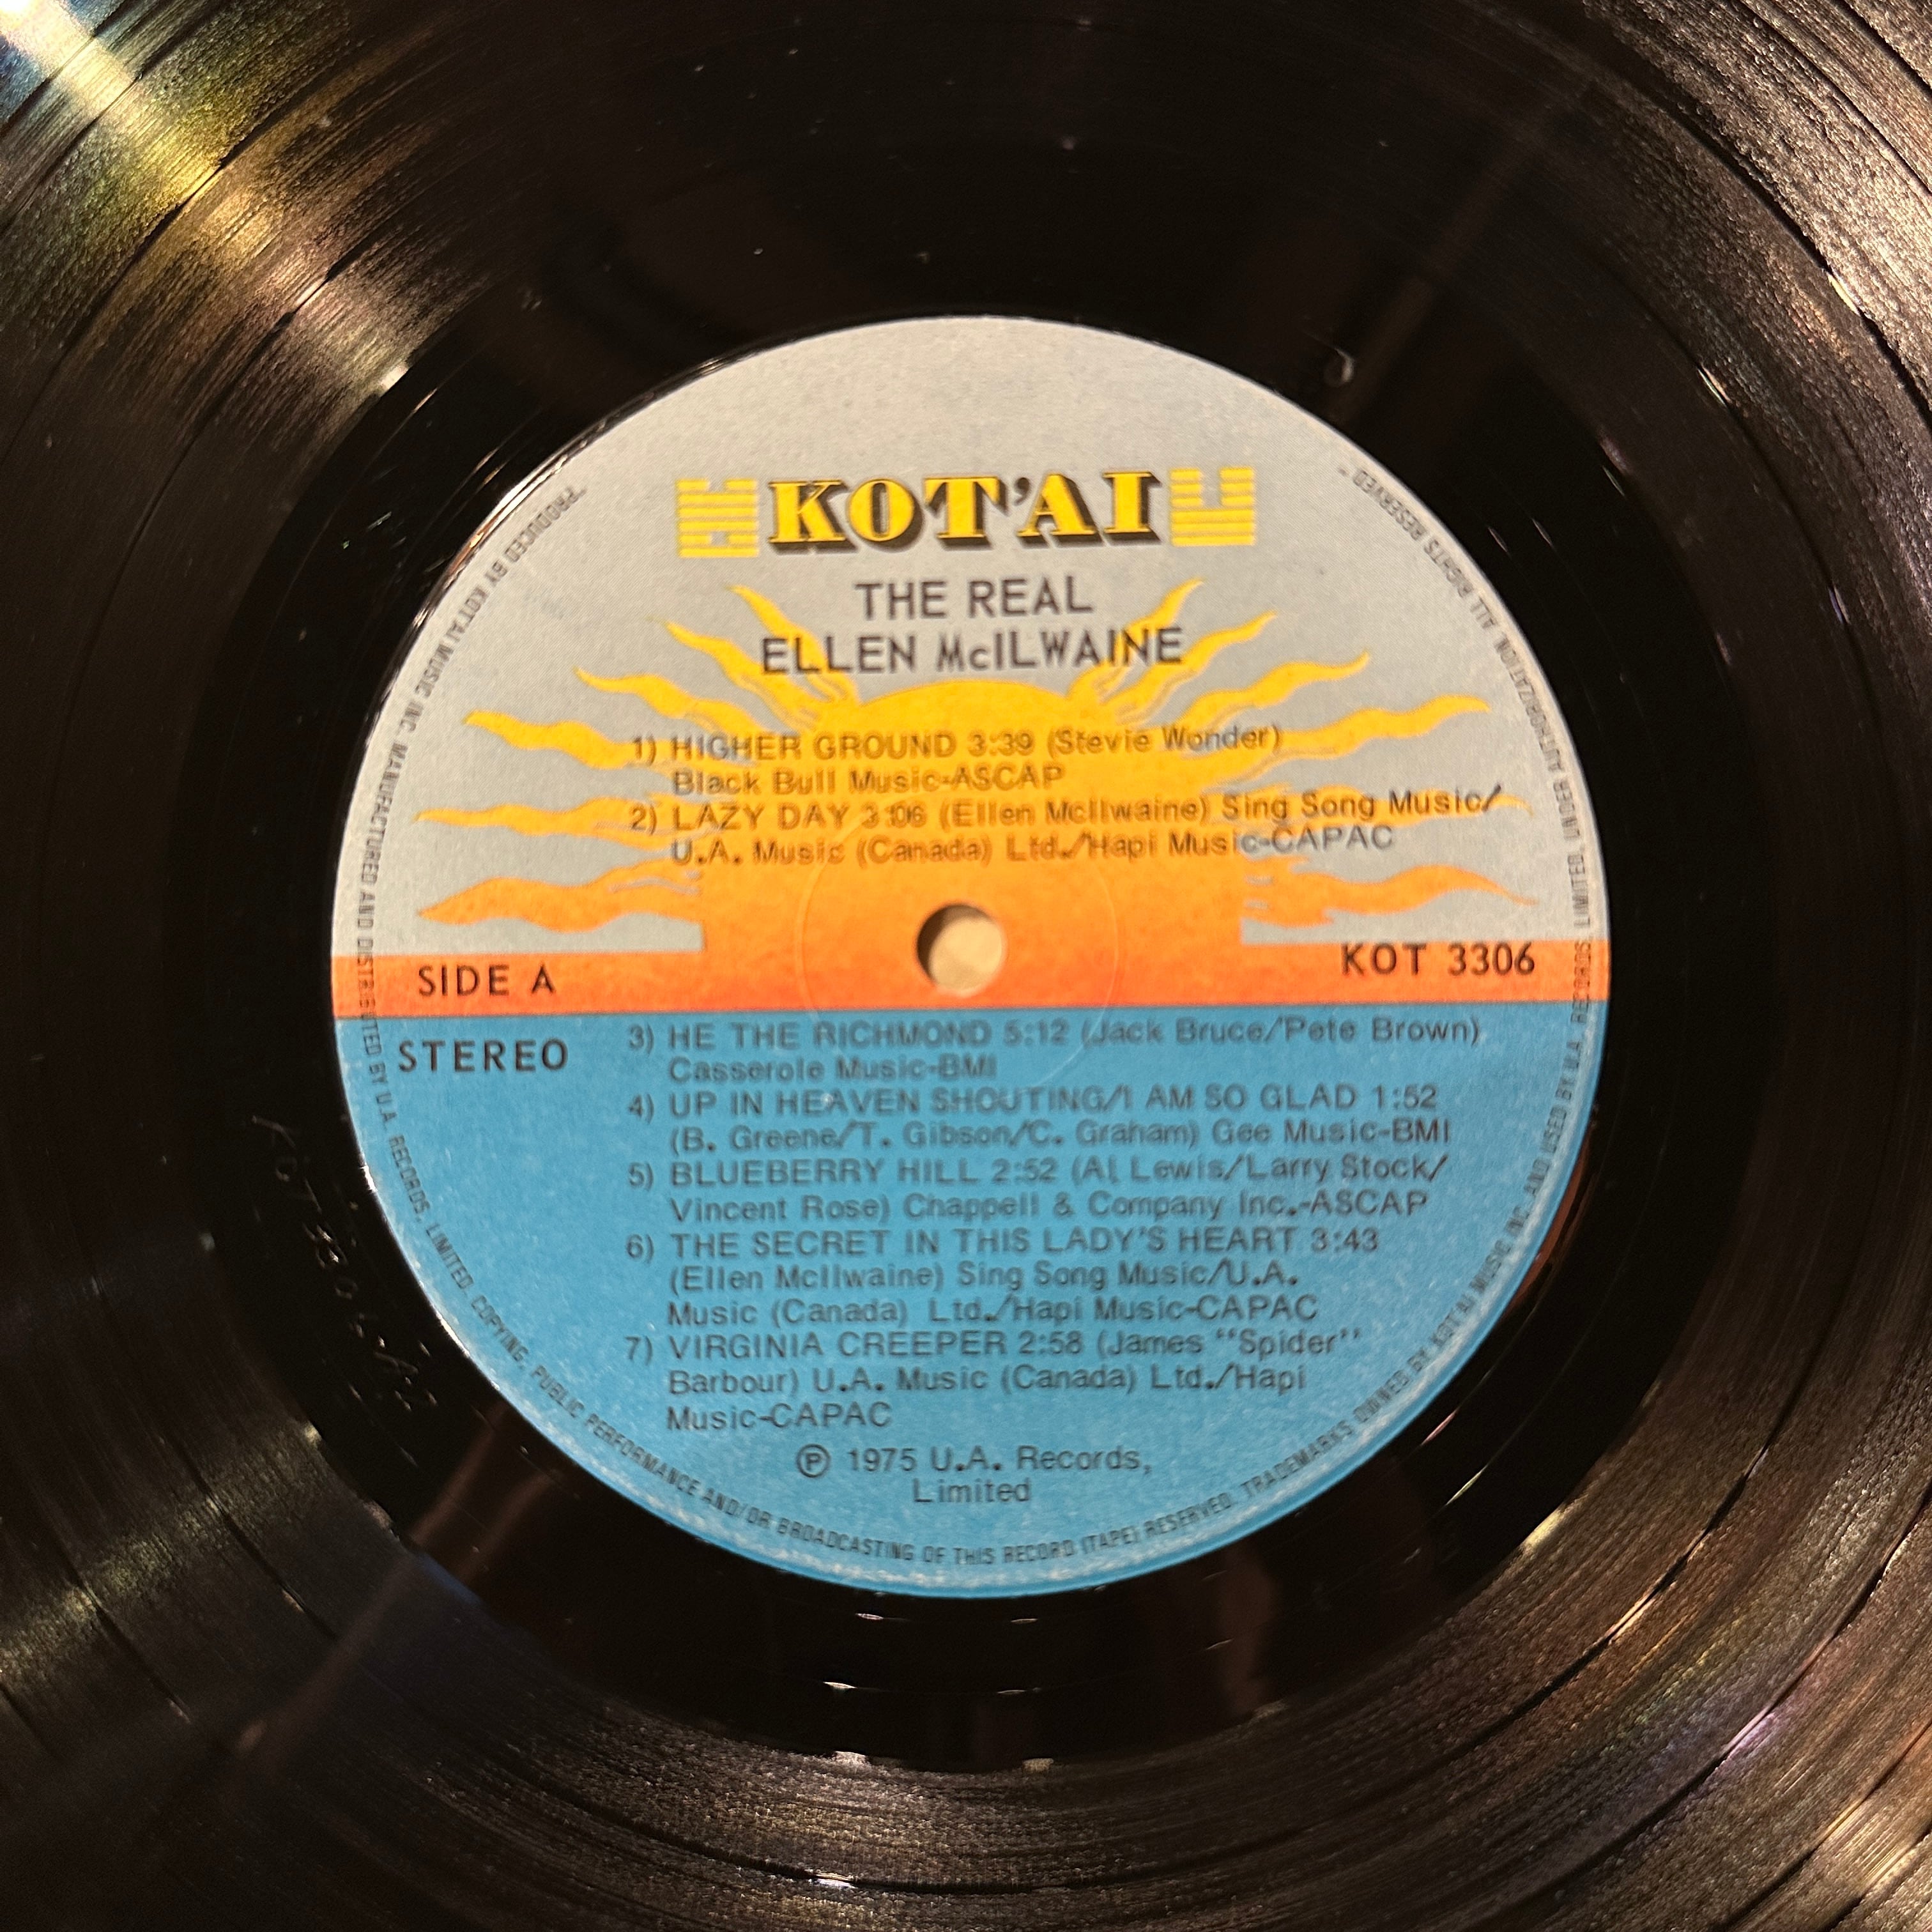 KOT'AI
THE REAL
ELLEN McILWAINE
1) HIGHER GROUND 3:39 (Stevie Wonder)
Black Bull Music-ASCAP
2) LAZY DAY 3:06 (Ellen McIlwaine) Sing Song Music/
U.A. Music (Canada) Ltd./Hapi Music-CAPAC
SIDE A
KOT 3306
STEREO
3) HE THE RICHMOND 5:12 (Jack Bruce/Pete Brown)
Casserole Music-BMI
4) UP IN HEAVEN SHOUTING/I AM SO GLAD 1:52
(B. Greene/T. Gibson/C. Graham) Gee Music-BMI
5) BLUEBERRY HILL 2:52 (Al Lewis/Larry Stock/
Vincent Rose) Chappell & Company Inc.-ASCAP
6) THE SECRET IN THIS LADY'S HEART 3:43
(Ellen McIlwaine) Sing Song Music/U.A.
Music (Canada) Ltd./Hapi Music-CAPAC
7) VIRGINIA CREEPER 2:58 (James "Spider"
Barbour) U.A. Music (Canada) Ltd./Hapi
Music-CAPAC
℗ 1975 U.A. Records,
Limited
"PRODUCED BY KOT'AI MUSIC INC. MANUFACTURED AND DISTRIBUTED BY U.A. RECORDS, LIMITED. COPYING, PUBLIC PERFORMANCE AND/OR BROADCASTING OF THIS RECORD (TAPE) RESERVED. TRADEMARKS OWNED BY KOT'AI MUSIC INC. AND USED BY U.A. RECORDS, LIMITED, UNDER AUTHORIZATION. ALL RIGHTS RESERVED"